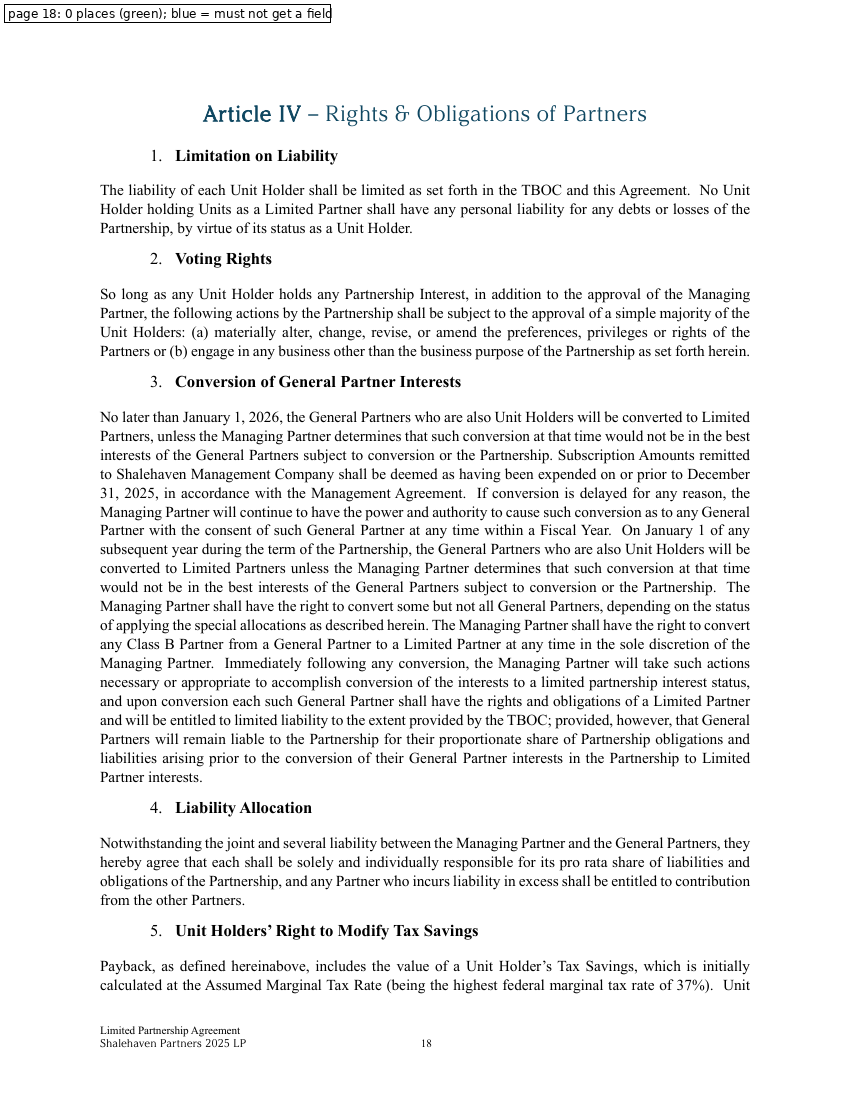 page 18: 0 places (green); blue = must not get a field
Article IV – Rights & Obligations of Partners
1. Limitation on Liability
The liability of each Unit Holder shall be limited as set forth in the TBOC and this Agreement. No Unit
Holder holding Units as a Limited Partner shall have any personal liability for any debts or losses of the
Partnership, by virtue of its status as a Unit Holder.
2. Voting Rights
So long as any Unit Holder holds any Partnership Interest, in addition to the approval of the Managing
Partner, the following actions by the Partnership shall be subject to the approval of a simple majority of the
Unit Holders: (a) materially alter, change, revise, or amend the preferences, privileges or rights of the
Partners or (b) engage in any business other than the business purpose of the Partnership as set forth herein.
3. Conversion of General Partner Interests
No later than January 1, 2026, the General Partners who are also Unit Holders will be converted to Limited
Partners, unless the Managing Partner determines that such conversion at that time would not be in the best
interests of the General Partners subject to conversion or the Partnership. Subscription Amounts remitted
to Shalehaven Management Company shall be deemed as having been expended on or prior to December
31, 2025, in accordance with the Management Agreement. If conversion is delayed for any reason, the
Managing Partner will continue to have the power and authority to cause such conversion as to any General
Partner with the consent of such General Partner at any time within a Fiscal Year. On January 1 of any
subsequent year during the term of the Partnership, the General Partners who are also Unit Holders will be
converted to Limited Partners unless the Managing Partner determines that such conversion at that time
would not be in the best interests of the General Partners subject to conversion or the Partnership. The
Managing Partner shall have the right to convert some but not all General Partners, depending on the status
of applying the special allocations as described herein. The Managing Partner shall have the right to convert
any Class B Partner from a General Partner to a Limited Partner at any time in the sole discretion of the
Managing Partner. Immediately following any conversion, the Managing Partner will take such actions
necessary or appropriate to accomplish conversion of the interests to a limited partnership interest status,
and upon conversion each such General Partner shall have the rights and obligations of a Limited Partner
and will be entitled to limited liability to the extent provided by the TBOC; provided, however, that General
Partners will remain liable to the Partnership for their proportionate share of Partnership obligations and
liabilities arising prior to the conversion of their General Partner interests in the Partnership to Limited
Partner interests.
4. Liability Allocation
Notwithstanding the joint and several liability between the Managing Partner and the General Partners, they
hereby agree that each shall be solely and individually responsible for its pro rata share of liabilities and
obligations of the Partnership, and any Partner who incurs liability in excess shall be entitled to contribution
from the other Partners.
5. Unit Holders’ Right to Modify Tax Savings
Payback, as defined hereinabove, includes the value of a Unit Holder’s Tax Savings, which is initially
calculated at the Assumed Marginal Tax Rate (being the highest federal marginal tax rate of 37%). Unit
Limited Partnership Agreement
Shalehaven Partners 2025 LP 18